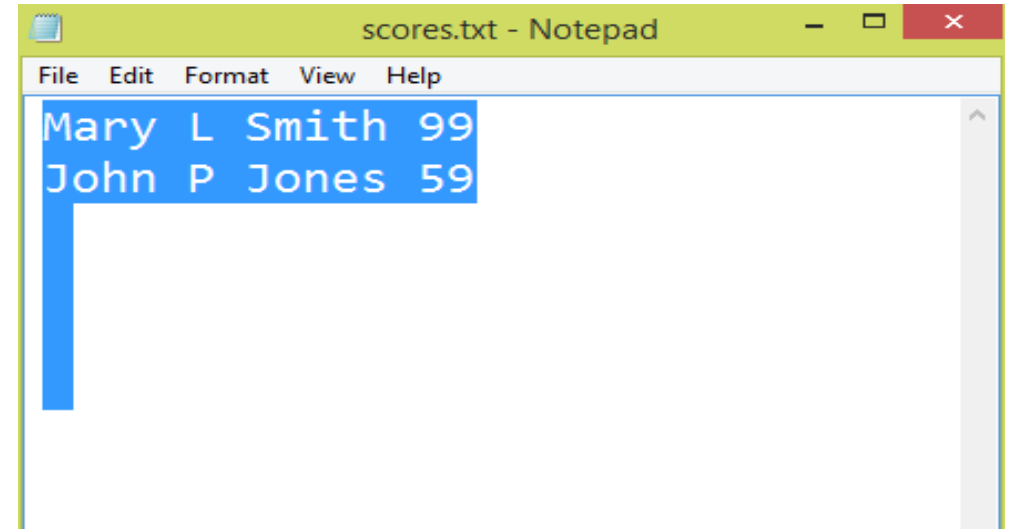 scores.txt - Notepad
File Edit Format View Help
Mary L Smith 99
John P Jones 59